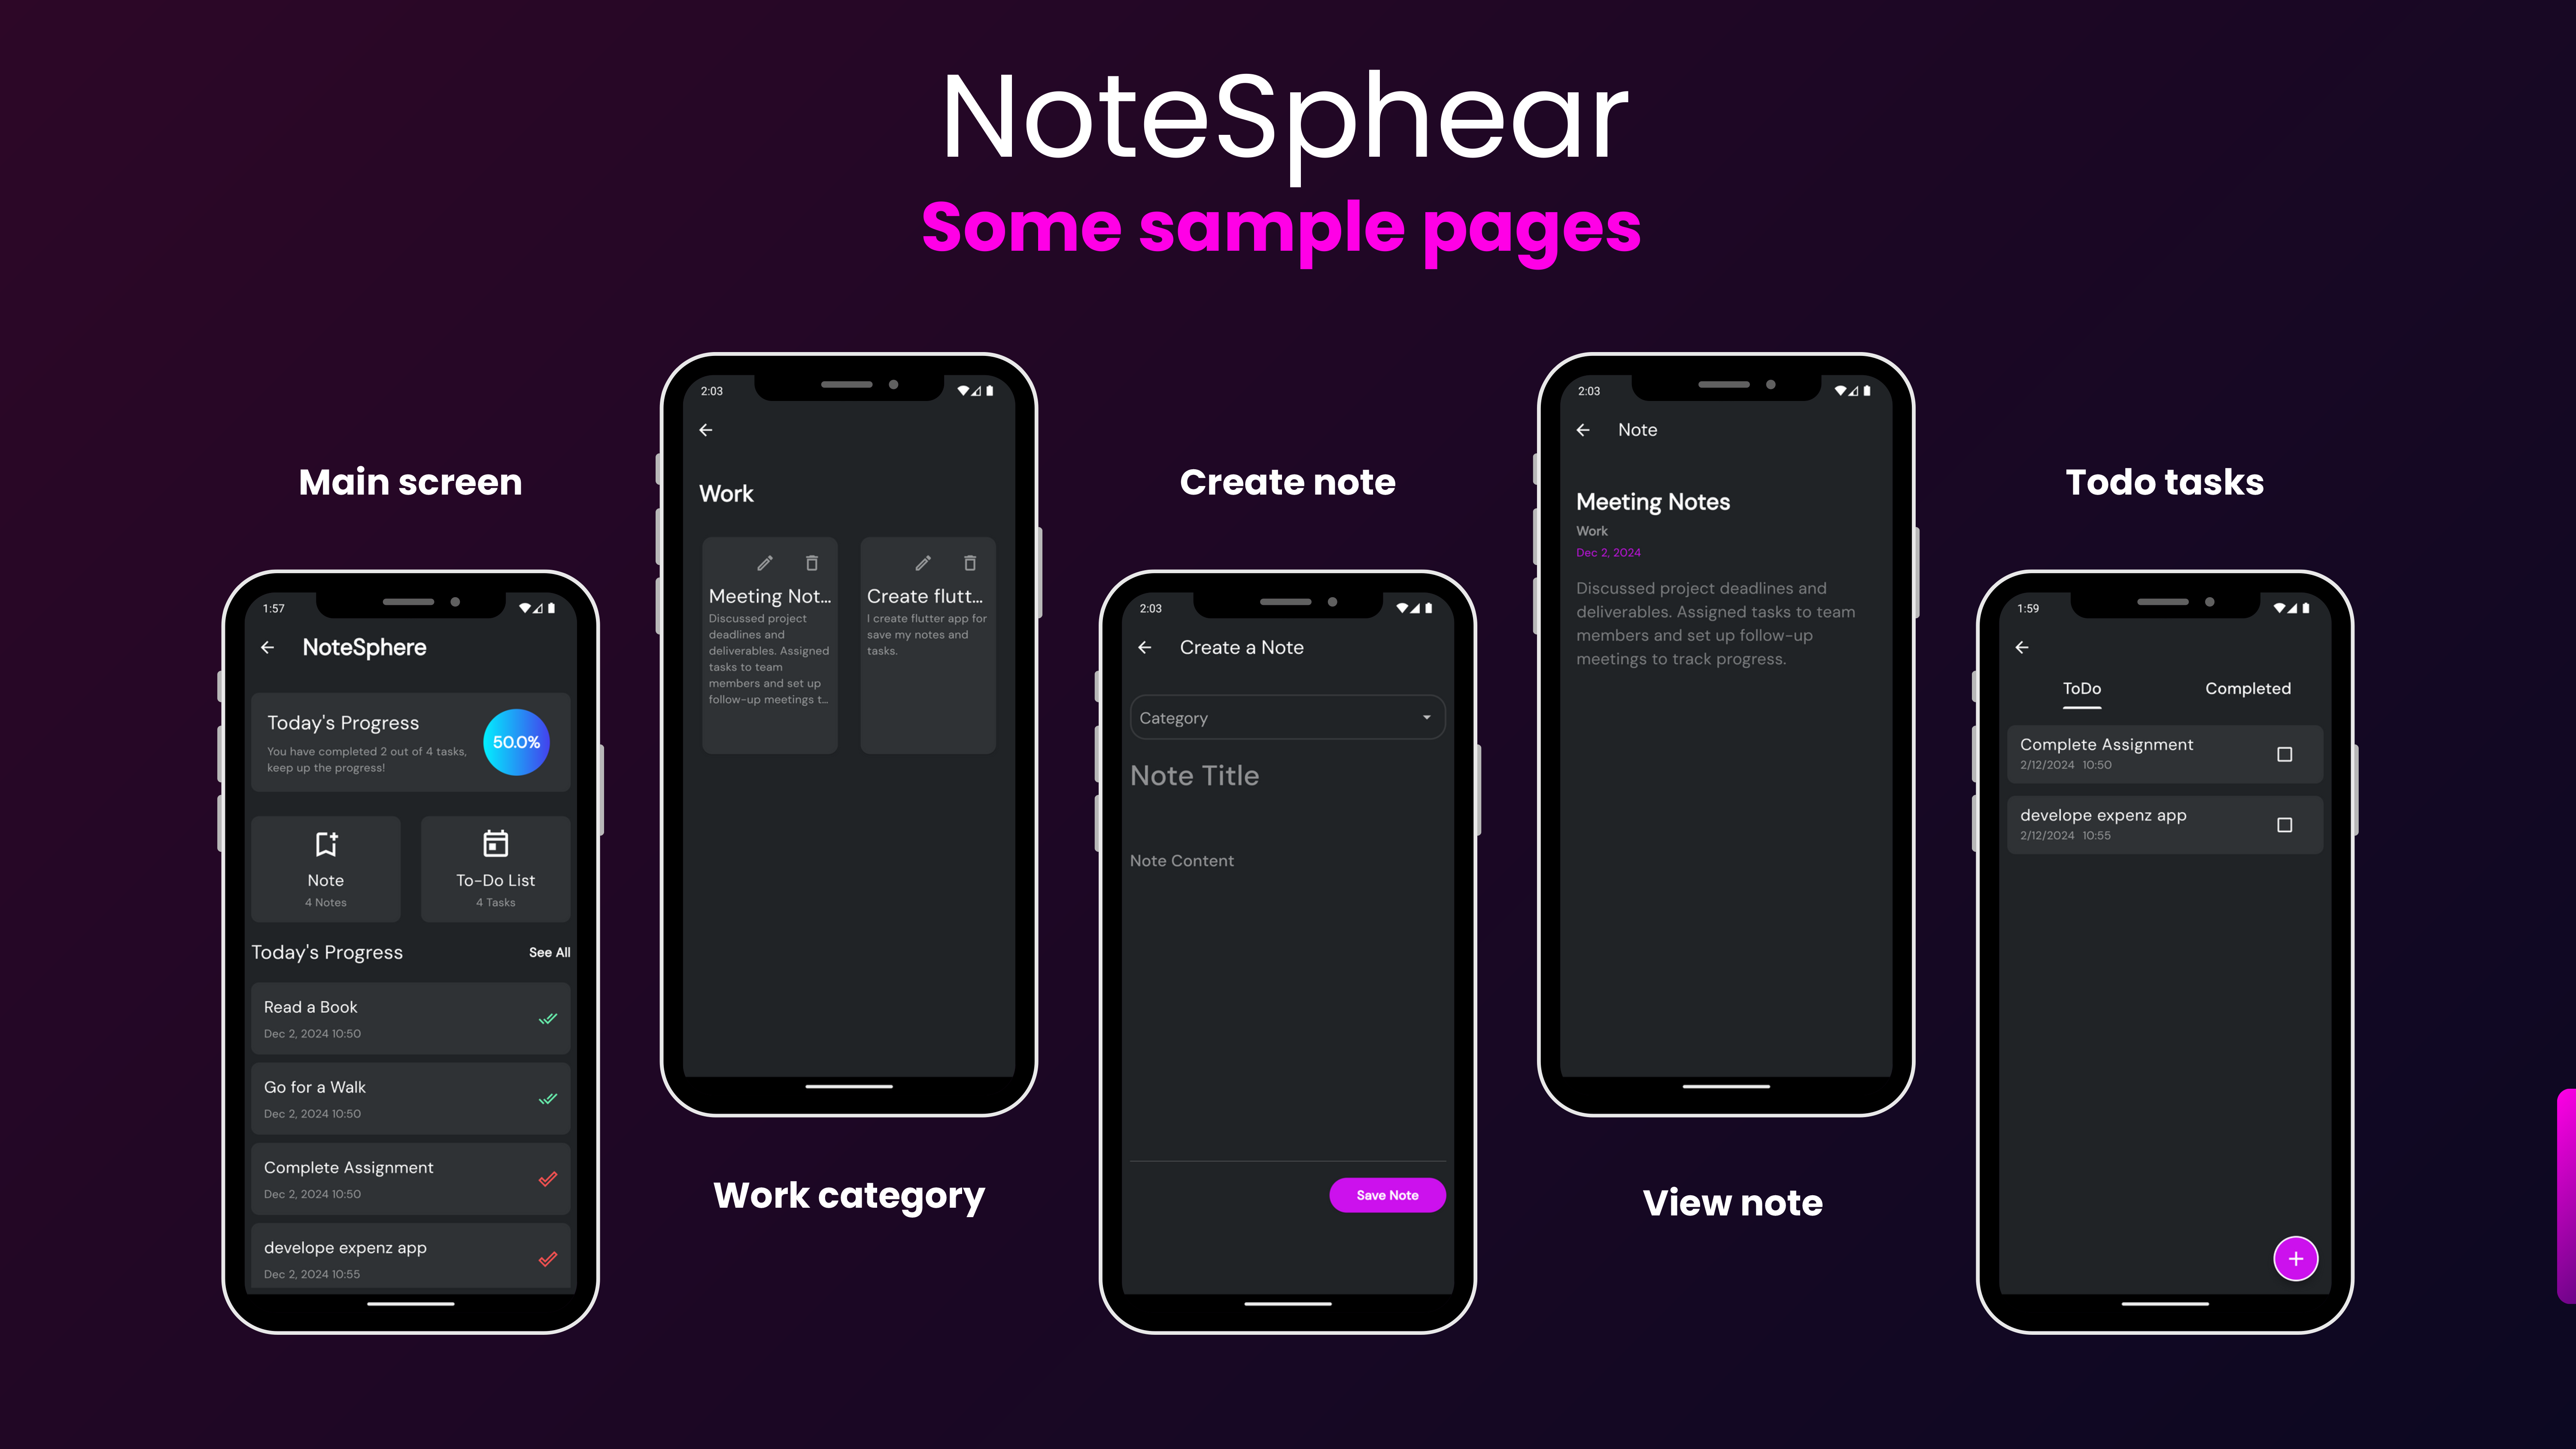 NoteSphear
Some sample pages
Main screen
1:57
NoteSphere
Today's Progress
You have completed 2 out of 4 tasks,
keep up the progress!
50.0%
Note
4 Notes
To-Do List
4 Tasks
Today's Progress
See All
Read a Book
Dec 2, 2024 10:50
Go for a Walk
Dec 2, 2024 10:50
Complete Assignment
Dec 2, 2024 10:50
develope expenz app
Dec 2, 2024 10:55
2:03
Work
Meeting Not...
Discussed project
deadlines and
deliverables. Assigned
tasks to team
members and set up
follow-up meetings t...
Create flutt...
I create flutter app for
save my notes and
tasks.
Work category
Create note
2:03
Create a Note
Category
Note Title
Note Content
Save Note
2:03
Note
Meeting Notes
Work
Dec 2, 2024
Discussed project deadlines and
deliverables. Assigned tasks to team
members and set up follow-up
meetings to track progress.
View note
Todo tasks
1:59
ToDo
Completed
Complete Assignment
2/12/2024 10:50
develope expenz app
2/12/2024 10:55